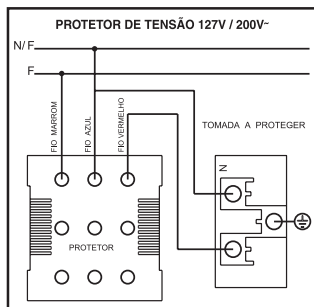 PROTETOR DE TENSÃO 127V / 200V~
N/F
F
FIO MARROM
FIO AZUL
FIO VERMELHO
TOMADA A PROTEGER
N
PROTETOR